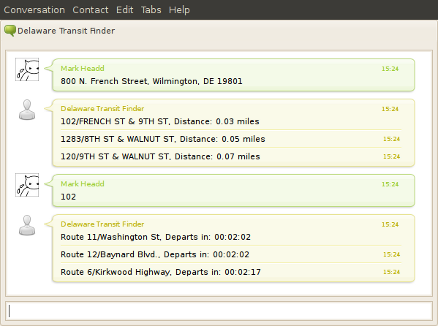 Conversation Contact Edit Tabs Help
Delaware Transit Finder
Mark Headd 15:24
800 N. French Street, Wilmington, DE 19801
Delaware Transit Finder 15:24
102/FRENCH ST & 9TH ST, Distance: 0.03 miles
1283/8TH ST & WALNUT ST, Distance: 0.05 miles 15:24
120/9TH ST & WALNUT ST, Distance: 0.07 miles 15:24
Mark Headd 15:24
102
Delaware Transit Finder 15:24
Route 11/Washington St, Departs in: 00:02:02
Route 12/Baynard Blvd., Departs in: 00:02:02 15:24
Route 6/Kirkwood Highway, Departs in: 00:02:17 15:24